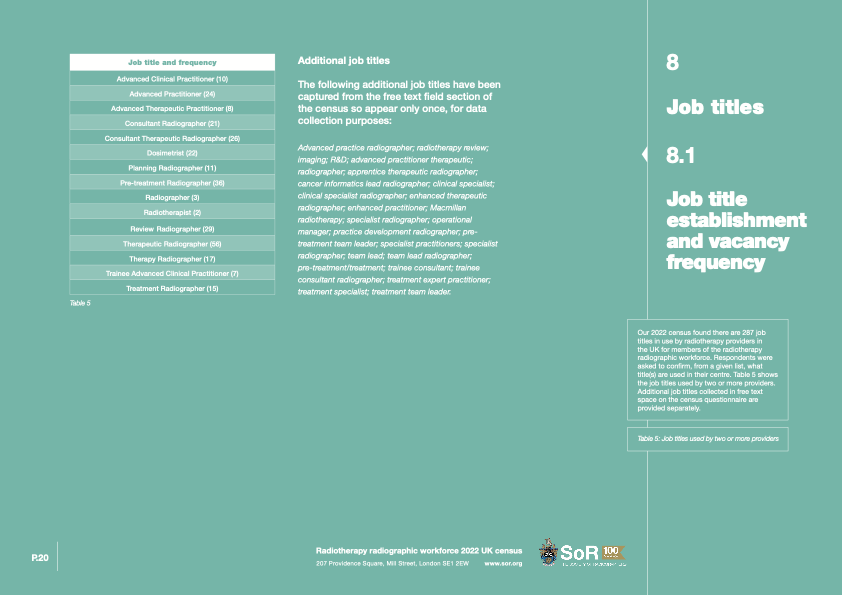 Job title and frequency
Advanced Clinical Practitioner (10)
Advanced Practitioner (24)
Advanced Therapeutic Practitioner (8)
Consultant Radiographer (21)
Consultant Therapeutic Radiographer (26)
Dosimetrist (22)
Planning Radiographer (11)
Pre-treatment Radiographer (36)
Radiographer (3)
Radiotherapist (2)
Review Radiographer (29)
Therapeutic Radiographer (56)
Therapy Radiographer (17)
Trainee Advanced Clinical Practitioner (7)
Treatment Radiographer (15)
Table 5
Additional job titles
The following additional job titles have been
captured from the free text field section of
the census so appear only once, for data
collection purposes:
Advanced practice radiographer; radiotherapy review;
imaging; R&D; advanced practitioner therapeutic;
radiographer; apprentice therapeutic radiographer;
cancer informatics lead radiographer; clinical specialist;
clinical specialist radiographer; enhanced therapeutic
radiographer; enhanced practitioner; Macmillan
radiotherapy; specialist radiographer; operational
manager; practice development radiographer; pre-
treatment team leader; specialist practitioners; specialist
radiographer; team lead; team lead radiographer;
pre-treatment/treatment; trainee consultant; trainee
consultant radiographer; treatment expert practitioner;
treatment specialist; treatment team leader.
8
Job titles
8.1
Job title
establishment
and vacancy
frequency
Our 2022 census found there are 287 job
titles in use by radiotherapy providers in
the UK for members of the radiotherapy
radiographic workforce. Respondents were
asked to confirm, from a given list, what
title(s) are used in their centre. Table 5 shows
the job titles used by two or more providers.
Additional job titles collected in free text
space on the census questionnaire are
provided separately.
Table 5: Job titles used by two or more providers
P.20
Radiotherapy radiographic workforce 2022 UK census
207 Providence Square, Mill Street, London SE1 2EW www.sor.org
SoR 100